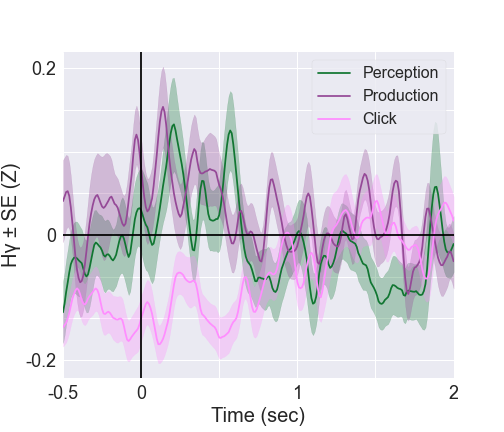 Perception
Production
Click
0.2
0
-0.2
Hγ ± SE (Z)
-0.5
0
1
2
Time (sec)